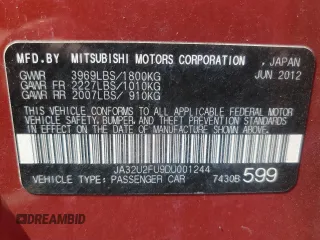 MFD.BY MITSUBISHI MOTORS CORPORATION, JAPAN
GVWR 3969LBS/1800KG JUN 2012
GAWR FR 2227LBS/1010KG
GAWR RR 2007LBS/ 910KG
THIS VEHICLE CONFORMS TO ALL APPLICABLE
FEDERAL MOTOR VEHICLE SAFETY, BUMPER, AND THEFT
PREVENTION STANDARDS IN EFFECT ON THE DATE OF
MANUFACTURE SHOWN ABOVE.
JA32U2FU9DU001244
VEHICLE TYPE: PASSENGER CAR 7430B 599
DREAMBID